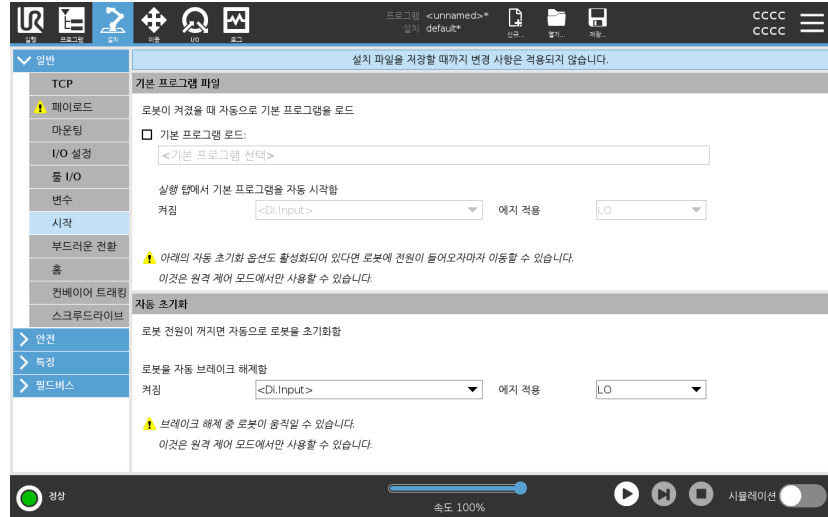 UR
실행
프로그램
설치
이동
I/O
로그
프로그램 <unnamed>*
설치 default*
신규...
열기...
저장...
cccc
cccc
일반
TCP
페이로드
마운팅
I/O 설정
툴 I/O
변수
시작
부드러운 전환
홈
컨베이어 트래킹
스크루드라이브
안전
특징
필드버스
설치 파일을 저장할 때까지 변경 사항은 적용되지 않습니다.
기본 프로그램 파일
로봇이 켜졌을 때 자동으로 기본 프로그램을 로드
기본 프로그램 로드:
<기본 프로그램 선택>
실행 탭에서 기본 프로그램을 자동 시작함
켜짐 <Di.Input> 에지 적용 LO
아래의 자동 초기화 옵션도 활성화되어 있다면 로봇에 전원이 들어오자마자 이동할 수 있습니다.
이것은 원격 제어 모드에서만 사용할 수 있습니다.
자동 초기화
로봇 전원이 꺼지면 자동으로 로봇을 초기화함
로봇을 자동 브레이크 해제함
켜짐 <Di.Input> 에지 적용 LO
브레이크 해제 중 로봇이 움직일 수 있습니다.
이것은 원격 제어 모드에서만 사용할 수 있습니다.
정상
속도 100%
시뮬레이션